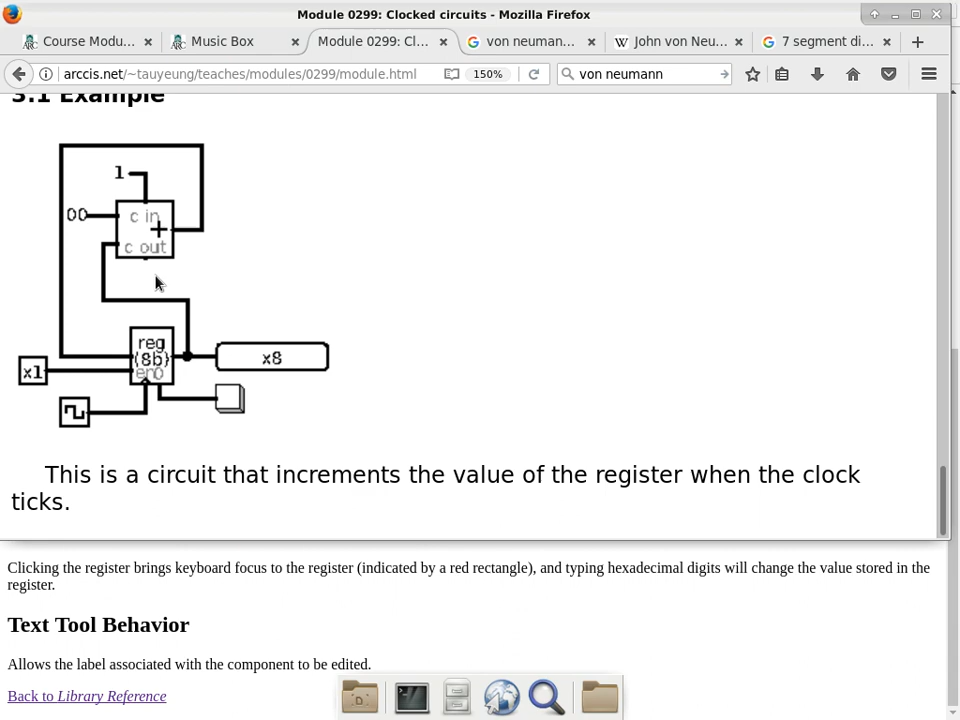 Module 0299: Clocked circuits - Mozilla Firefox
Course Modu...
Music Box
Module 0299: Cl...
von neuman...
John von Neu...
7 segment di...
arccis.net/~tauyeung/teaches/modules/0299/module.html
150%
von neumann
3.1 Example
1
00
c in
+
c out
reg
(8b)
en0
x8
x1
This is a circuit that increments the value of the register when the clock
ticks.
Clicking the register brings keyboard focus to the register (indicated by a red rectangle), and typing hexadecimal digits will change the value stored in the
register.
Text Tool Behavior
Allows the label associated with the component to be edited.
Back to Library Reference